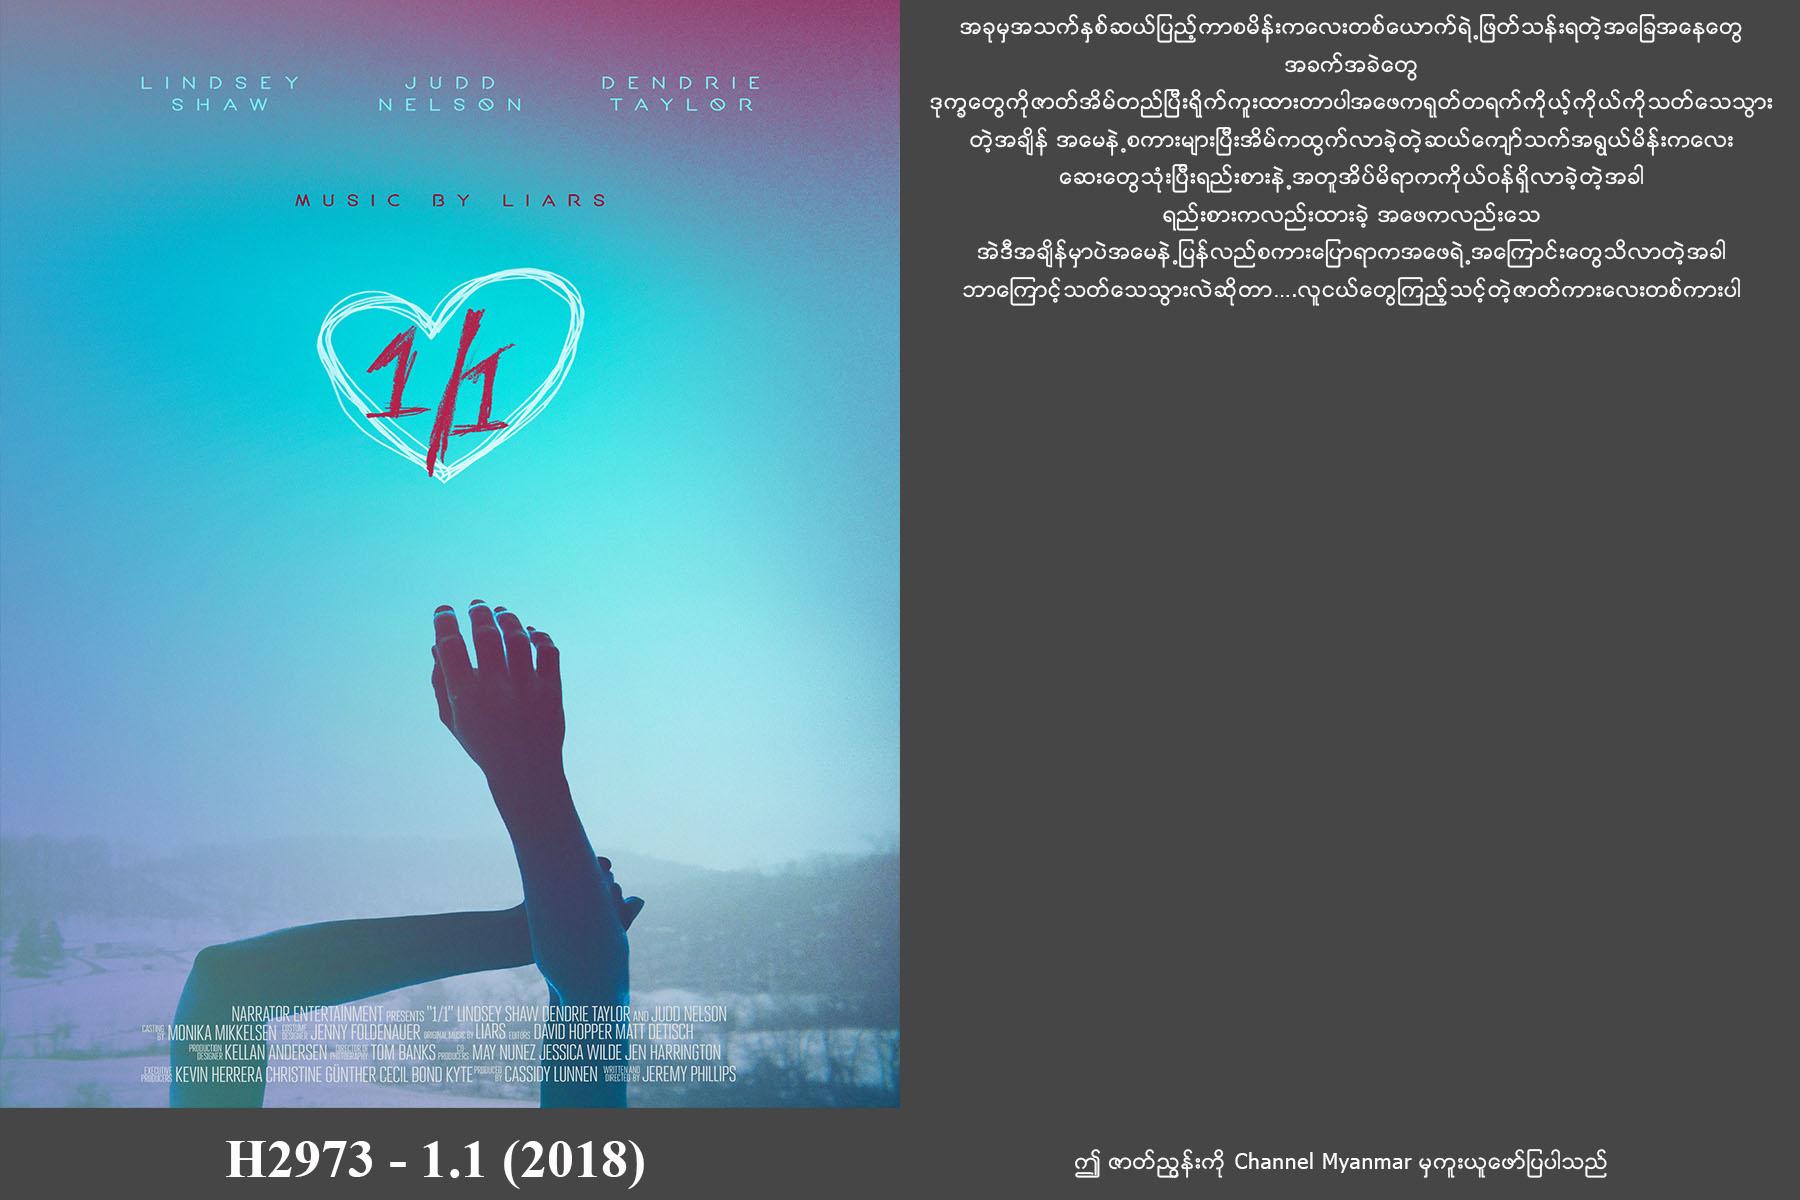 LINDSEY SHAW
JUDD NELSON
DENDRIE TAYLOR
MUSIC BY LIARS
1/1
NARRATOR ENTERTAINMENT PRESENTS "1/1" LINDSEY SHAW DENDRIE TAYLOR AND JUDD NELSON
CASTING BY MONIKA MIKKELSEN COSTUME DESIGNER JENNY FOLDENAUER ORIGINAL MUSIC BY LIARS EDITORS DAVID HOPPER MATT DETISCH
PRODUCTION DESIGNER KELLAN ANDERSEN DIRECTOR OF PHOTOGRAPHY TOM BANKS CO PRODUCERS MAY NUNEZ JESSICA WILDE JEN HARRINGTON
EXECUTIVE PRODUCERS KEVIN HERRERA CHRISTINE GÜNTHER CECIL BOND KYTE PRODUCED BY CASSIDY LUNNEN WRITTEN AND DIRECTED BY JEREMY PHILLIPS
H2973 - 1.1 (2018)
အခုမှအသက်နှစ်ဆယ်ပြည့်ကာစမိန်းကလေးတစ်ယောက်ရဲ့ဖြတ်သန်းရတဲ့အခြေအနေတွေ
အခက်အခဲတွေ
ဒုက္ခတွေကိုဇာတ်အိမ်တည်ပြီးရိုက်ကူးထားတာပါအဖေကရုတ်တရက်ကိုယ့်ကိုယ်ကိုသတ်သေသွား
တဲ့အချိန် အမေနဲ့စကားများပြီးအိမ်ကထွက်လာခဲ့တဲ့ဆယ်ကျော်သက်အရွယ်မိန်းကလေး
ဆေးတွေသုံးပြီးရည်းစားနဲ့အတူအိပ်မိရာကကိုယ်ဝန်ရှိလာခဲ့တဲ့အခါ
ရည်းစားကလည်းထားခဲ့ အဖေကလည်းသေ
အဲဒီအချိန်မှာပဲအမေနဲ့ပြန်လည်စကားပြောရာကအဖေရဲ့အကြောင်းတွေသိလာတဲ့အခါ
ဘာကြောင့်သတ်သေသွားလဲဆိုတာ....လူငယ်တွေကြည့်သင့်တဲ့ဇာတ်ကားလေးတစ်ကားပါ
ဤ ဇာတ်ညွှန်းကို Channel Myanmar မှကူးယူဖော်ပြပါသည်